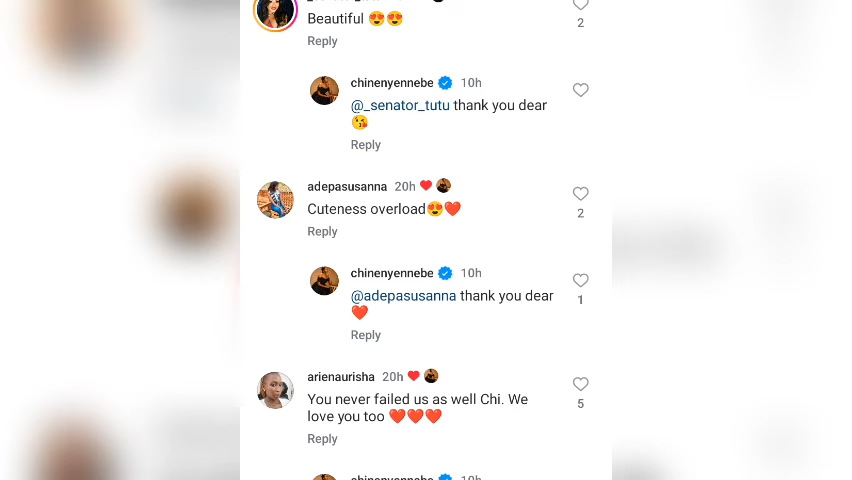 Beautiful 😍😍
2
Reply
chinenyennebe 10h
@_senator_tutu thank you dear
😘
Reply
adepasusanna 20h
Cuteness overload😍❤️
2
Reply
chinenyennebe 10h
@adepasusanna thank you dear
❤️
1
Reply
arienaurisha 20h
You never failed us as well Chi. We
love you too ❤️❤️❤️
5
Reply
chinenyennebe 10h